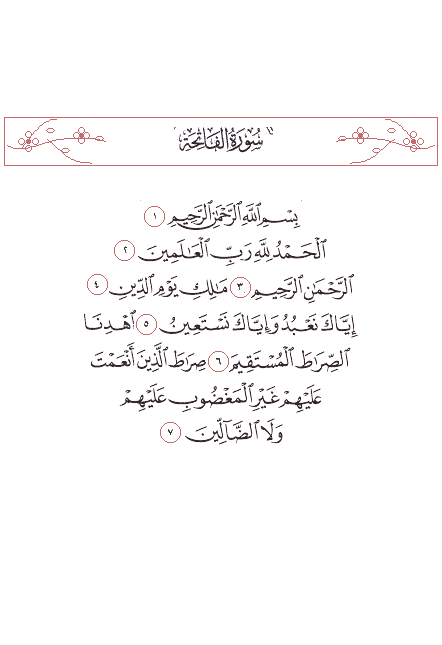 سُورَةُ الفَاتِحَةِ
بِسْمِ ٱللَّهِ ٱلرَّحْمَٰنِ ٱلرَّحِيمِ ١
ٱلْحَمْدُ لِلَّهِ رَبِّ ٱلْعَٰلَمِينَ ٢
ٱلرَّحْمَٰنِ ٱلرَّحِيمِ ٣ مَٰلِكِ يَوْمِ ٱلدِّينِ ٤
إِيَّاكَ نَعْبُدُ وَإِيَّاكَ نَسْتَعِينُ ٥ ٱهْدِنَا
ٱلصِّرَٰطَ ٱلْمُسْتَقِيمَ ٦ صِرَٰطَ ٱلَّذِينَ أَنْعَمْتَ
عَلَيْهِمْ غَيْرِ ٱلْمَغْضُوبِ عَلَيْهِمْ
وَلَا ٱلضَّآلِّينَ ٧